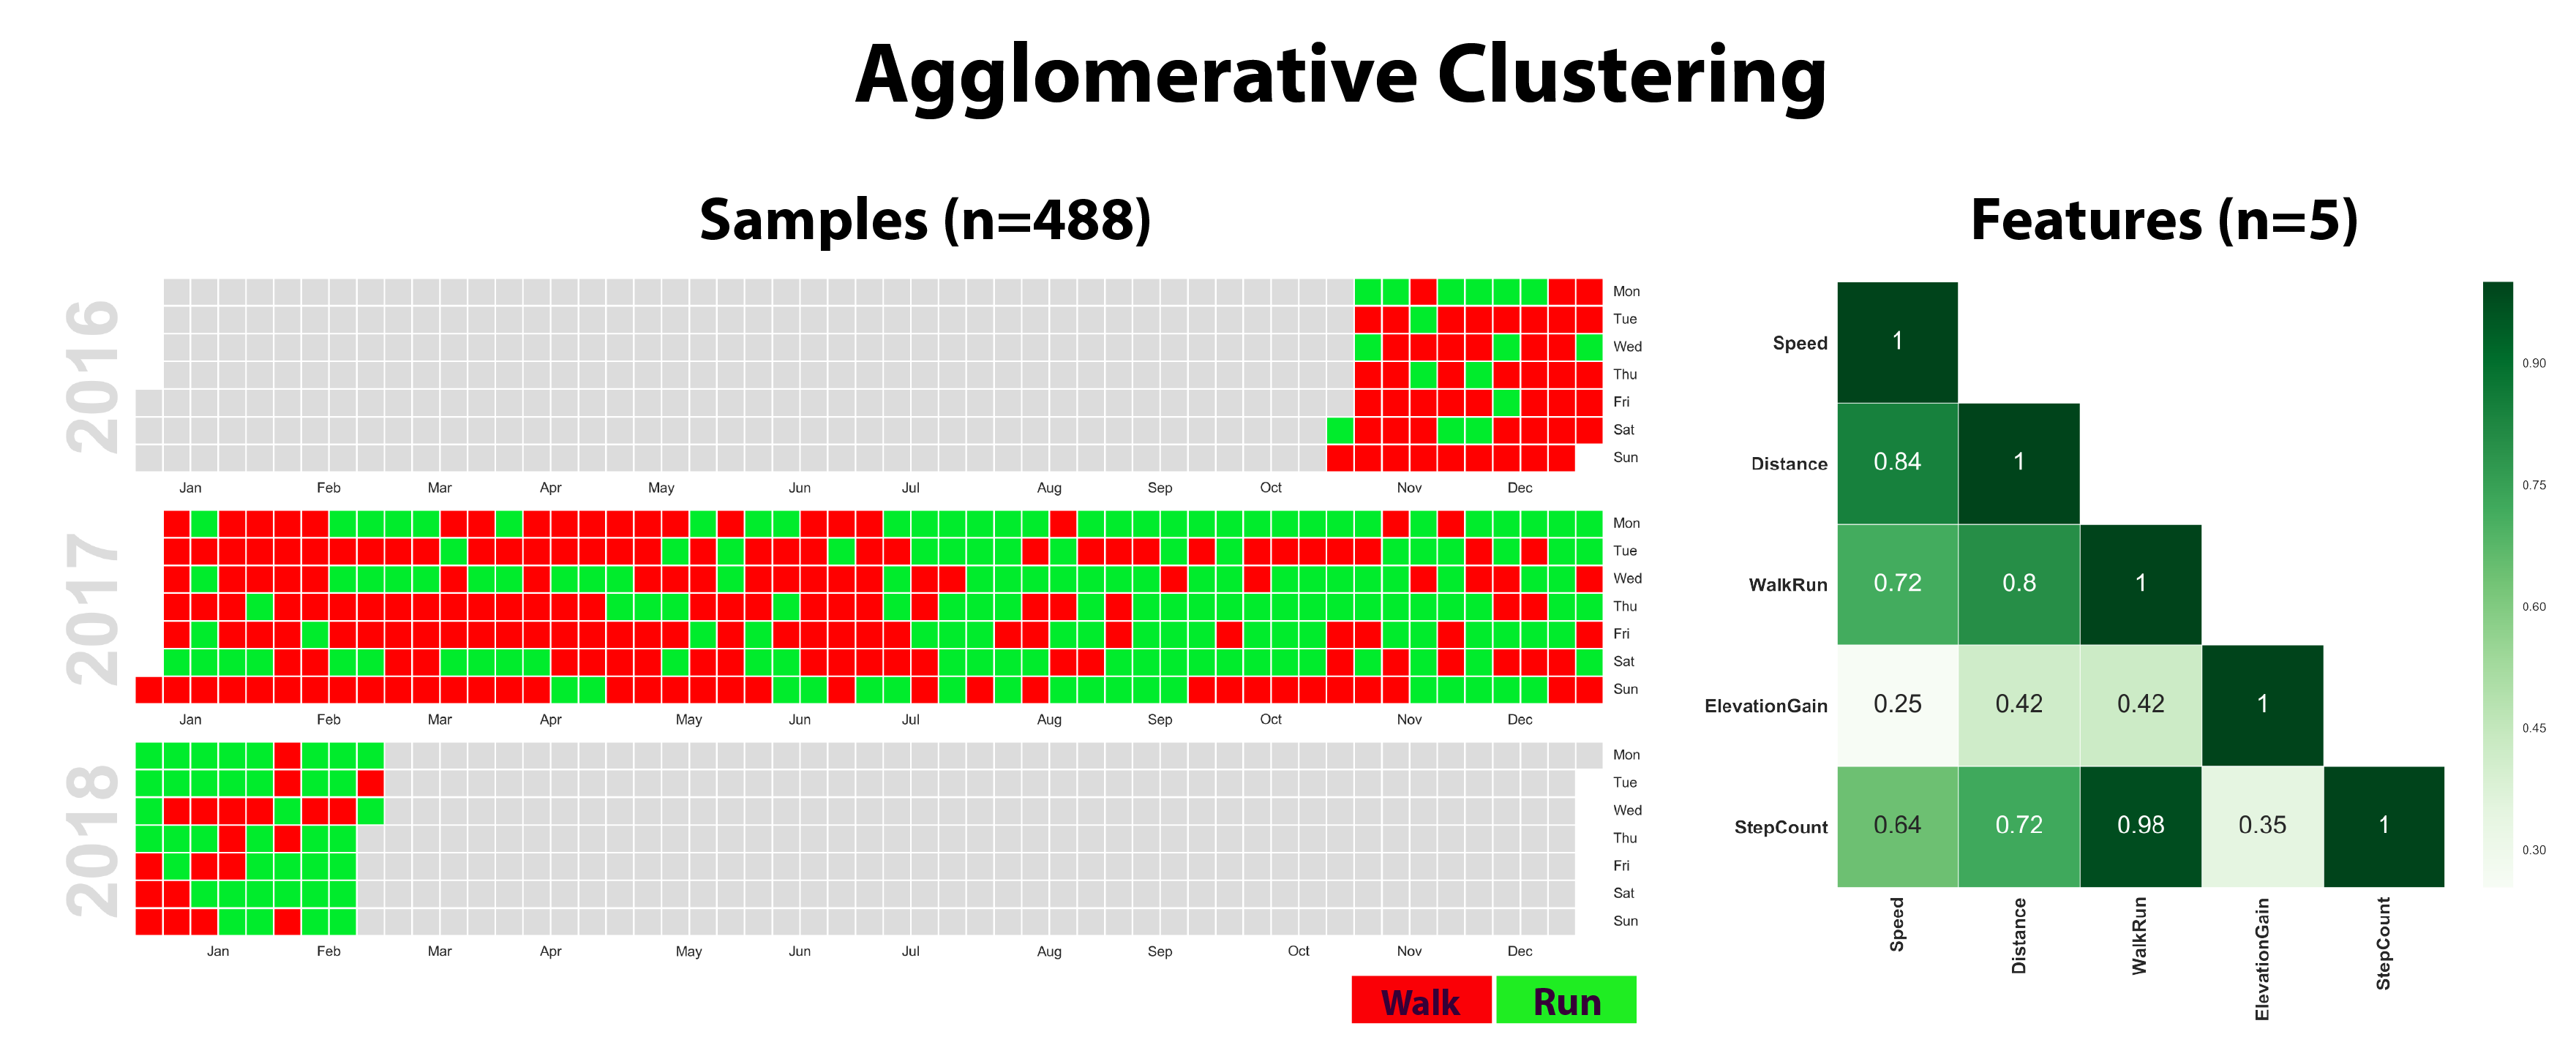 Agglomerative Clustering
Samples (n=488)
2016
Mon
Tue
Wed
Thu
Fri
Sat
Sun
Jan Feb Mar Apr May Jun Jul Aug Sep Oct Nov Dec
2017
Mon
Tue
Wed
Thu
Fri
Sat
Sun
Jan Feb Mar Apr May Jun Jul Aug Sep Oct Nov Dec
2018
Mon
Tue
Wed
Thu
Fri
Sat
Sun
Jan Feb Mar Apr May Jun Jul Aug Sep Oct Nov Dec
Walk Run
Features (n=5)
Speed 1
Distance 0.84 1
WalkRun 0.72 0.8 1
ElevationGain 0.25 0.42 0.42 1
StepCount 0.64 0.72 0.98 0.35 1
Speed Distance WalkRun ElevationGain StepCount
0.90
0.75
0.60
0.45
0.30